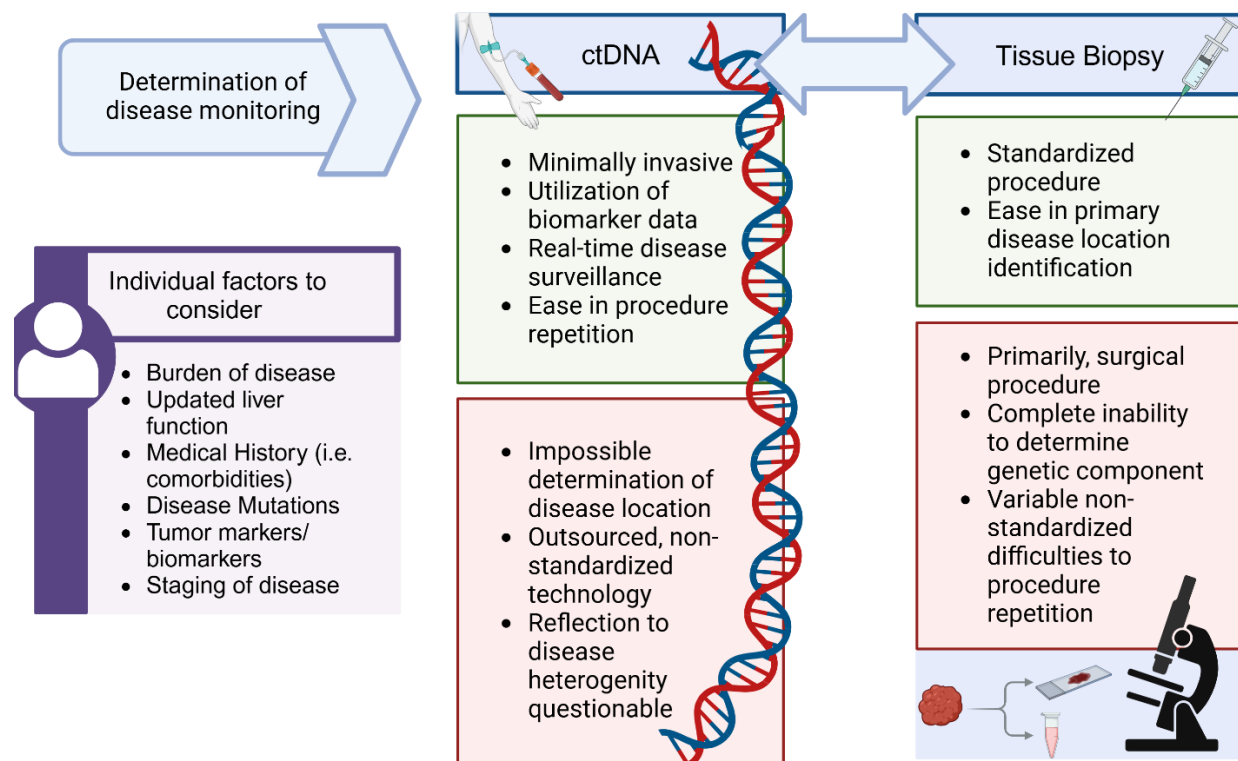 Determination of
disease monitoring
Individual factors to
consider
• Burden of disease
• Updated liver
function
• Medical History (i.e.
comorbidities)
• Disease Mutations
• Tumor markers/
biomarkers
• Staging of disease
ctDNA
• Minimally invasive
• Utilization of
biomarker data
• Real-time disease
surveillance
• Ease in procedure
repetition
• Impossible
determination of
disease location
• Outsourced, non-
standardized
technology
• Reflection to
disease
heterogenity
questionable
Tissue Biopsy
• Standardized
procedure
• Ease in primary
disease location
identification
• Primarily, surgical
procedure
• Complete inability
to determine
genetic component
• Variable non-
standardized
difficulties to
procedure
repetition